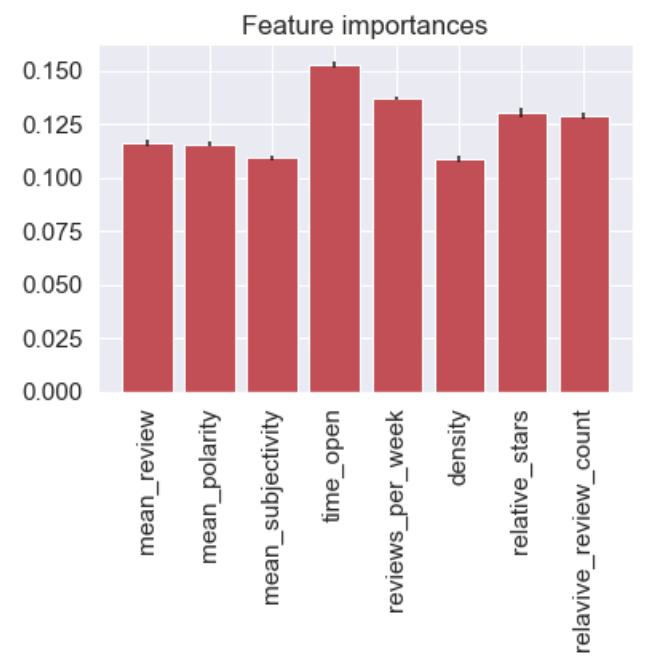 Feature importances
0.150
0.125
0.100
0.075
0.050
0.025
0.000
mean_review
mean_polarity
mean_subjectivity
time_open
reviews_per_week
density
relative_stars
relavive_review_count